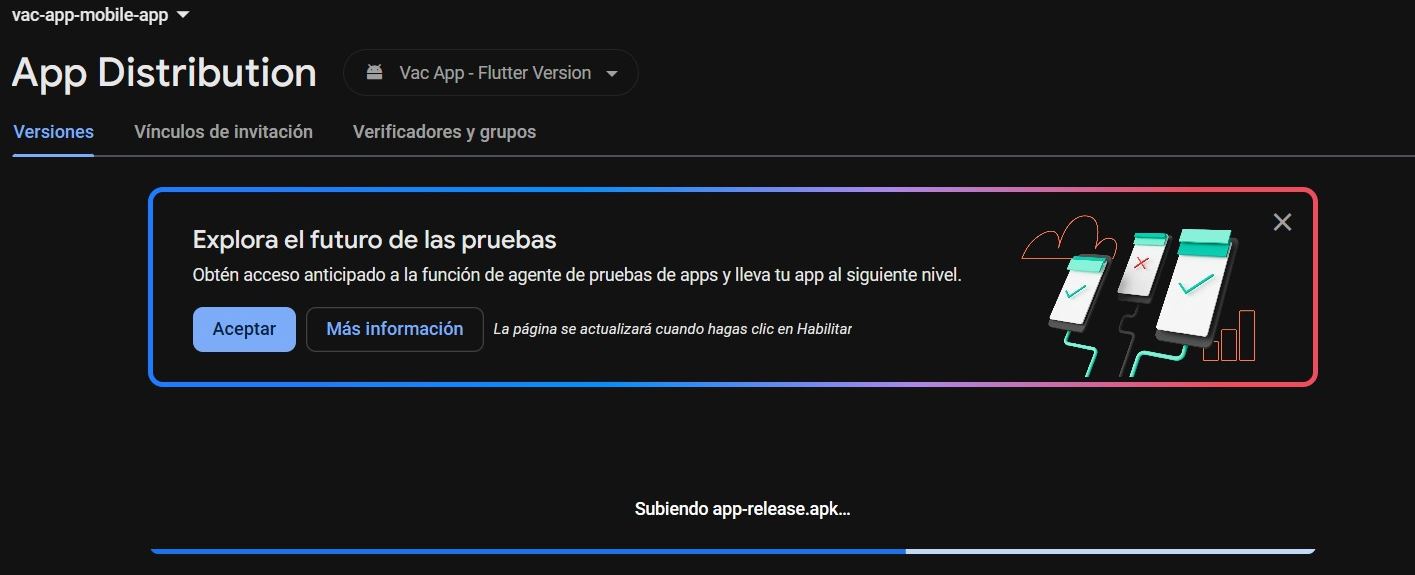 vac-app-mobile-app
App Distribution
Vac App - Flutter Version
Versiones
Vínculos de invitación
Verificadores y grupos
Explora el futuro de las pruebas
Obtén acceso anticipado a la función de agente de pruebas de apps y lleva tu app al siguiente nivel.
Aceptar
Más información
La página se actualizará cuando hagas clic en Habilitar
Subiendo app-release.apk...